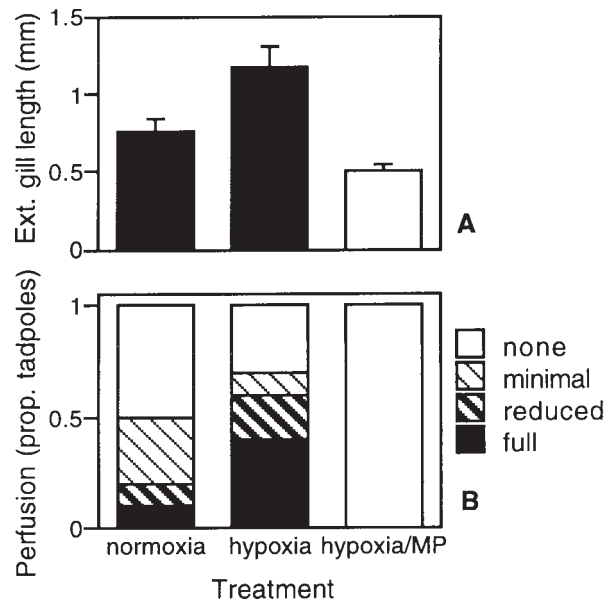 Ext. gill length (mm)
1.5
1
0.5
0
A
Perfusion (prop. tadpoles)
1
0.5
0
none
minimal
reduced
full
B
normoxia hypoxia hypoxia/MP
Treatment